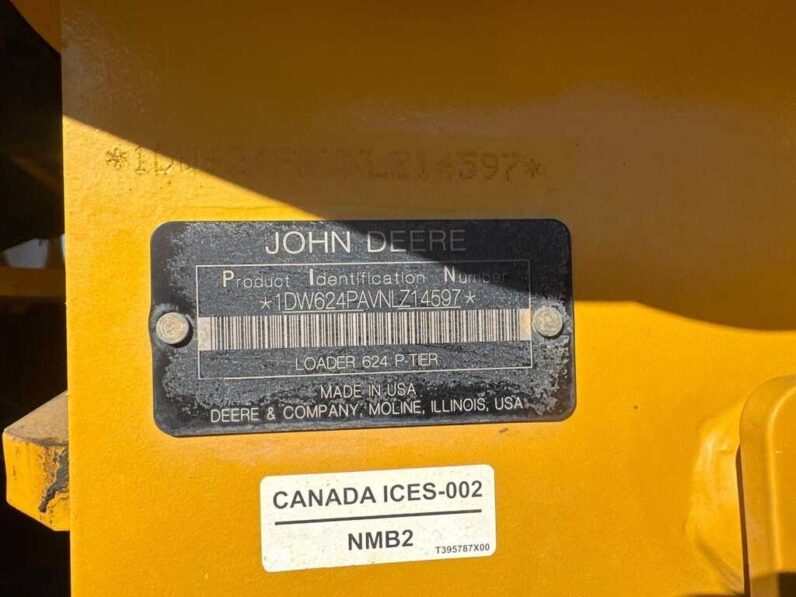 *1DW624PAVNLZ14597*
JOHN DEERE
Product Identification Number
*1DW624PAVNLZ14597*
LOADER 624 P-TIER
MADE IN USA
DEERE & COMPANY, MOLINE, ILLINOIS, USA
CANADA ICES-002
NMB2
T395787X00